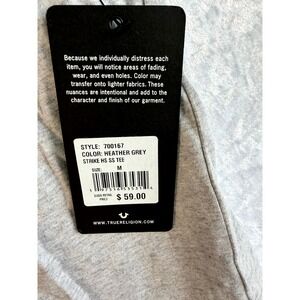 Because we individually distress each
item, you will notice areas of fading,
wear, and even holes. Color may
transfer onto lighter fabrics. These
nuances are intentional and add to the
character and finish of our garment.
STYLE: 700167
COLOR: HEATHER GREY
STRIKE HS SS TEE
SIZE: M
$ 59.00
WWW.TRUERELIGION.COM